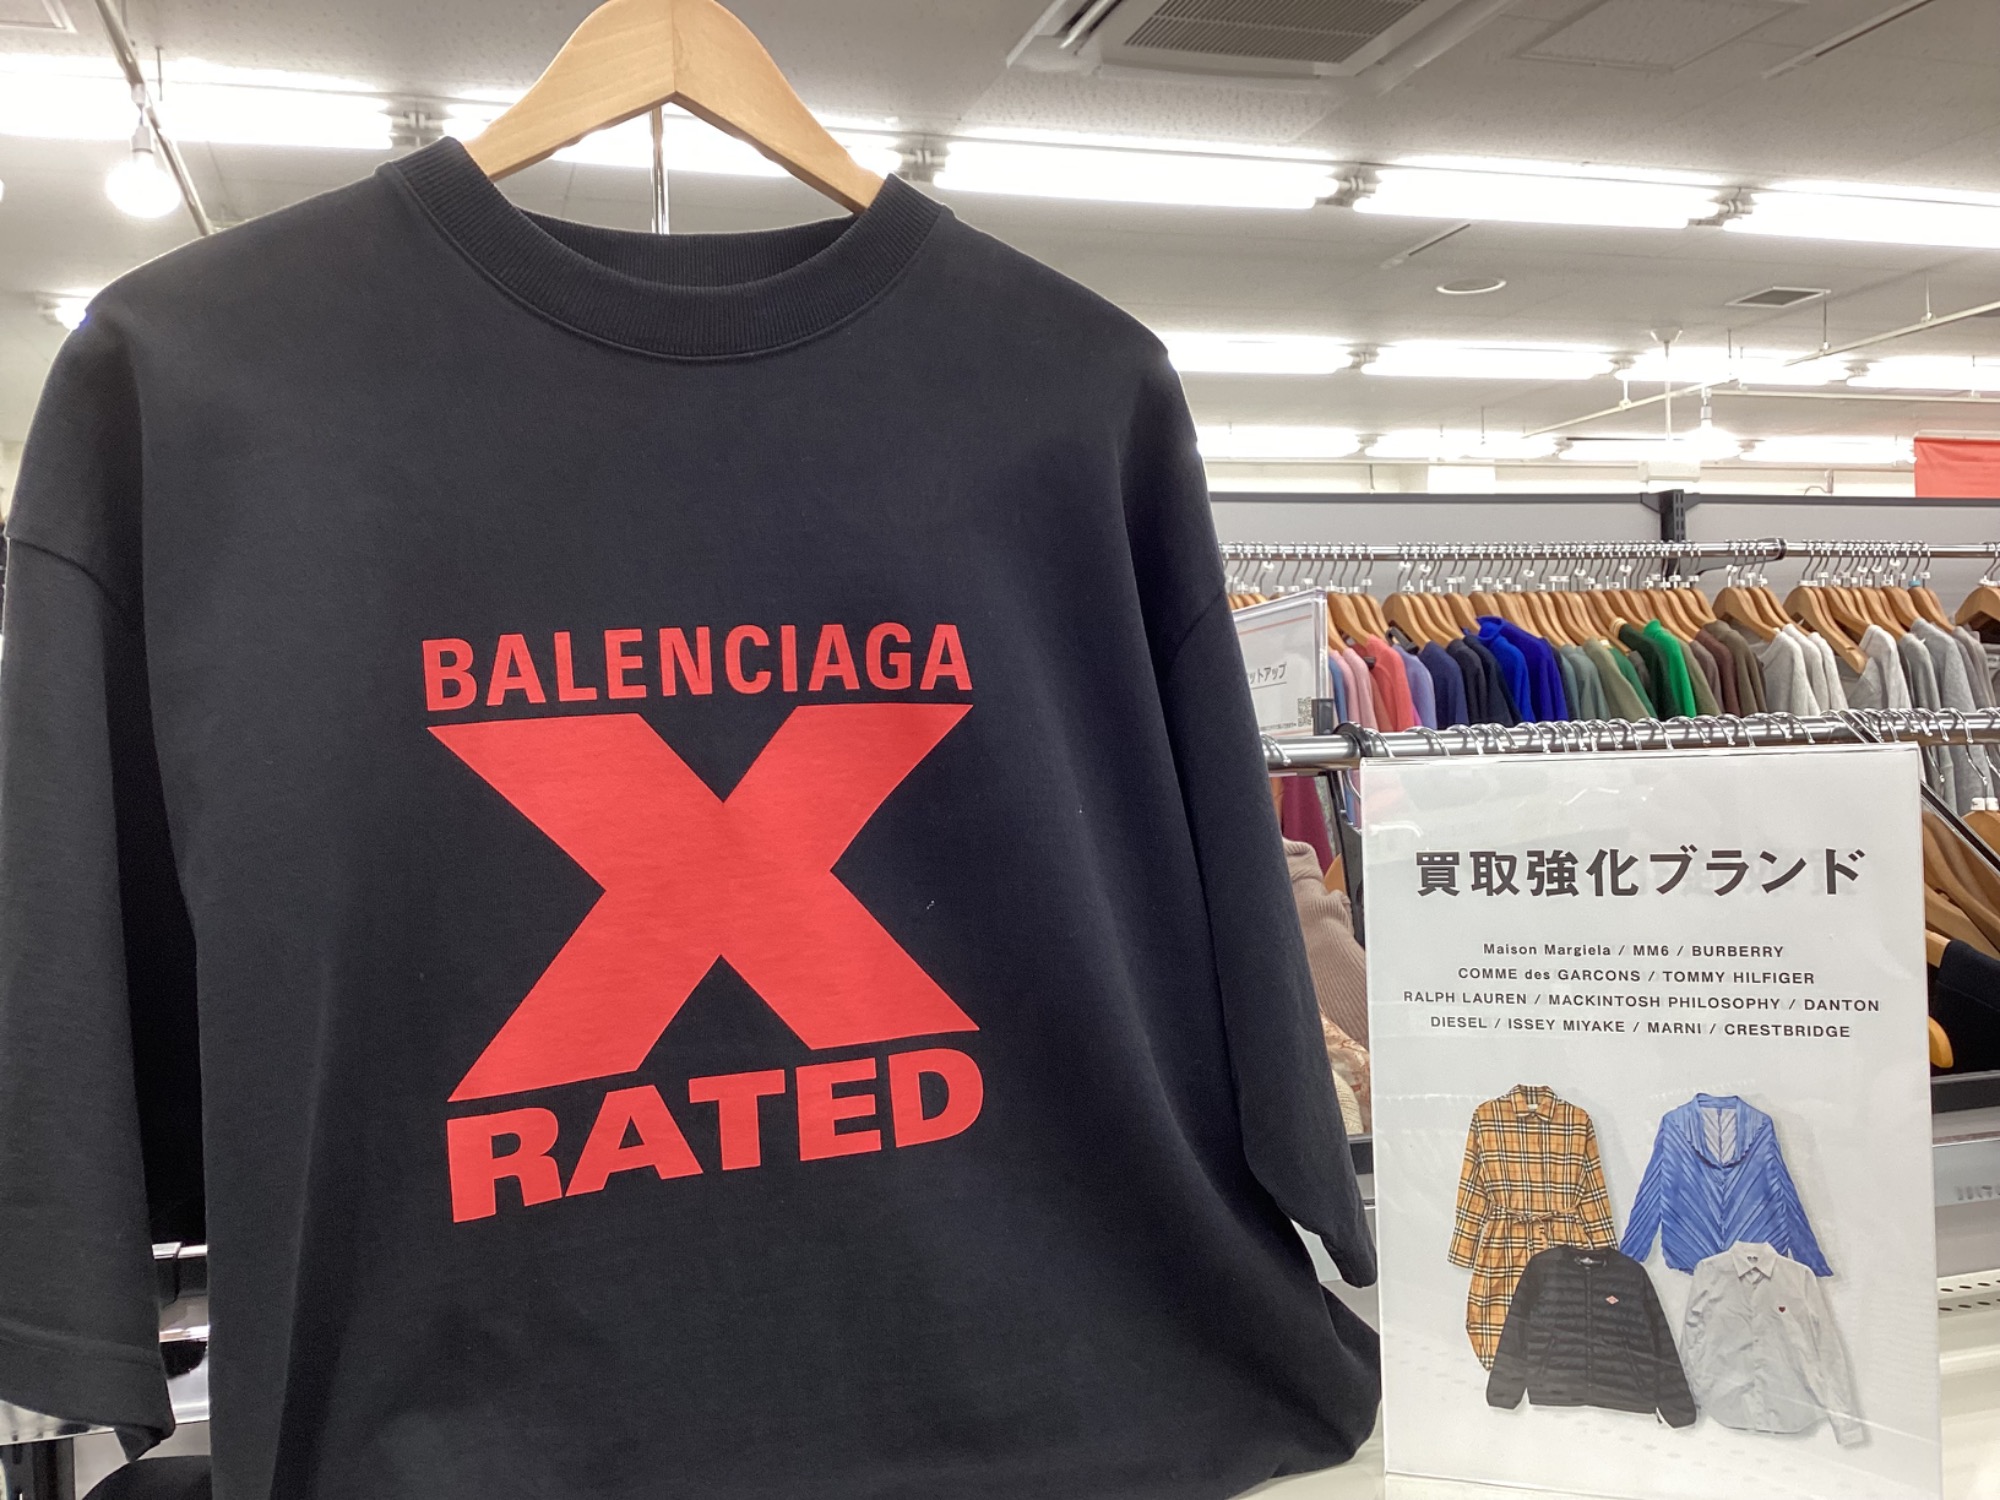 BALENCIAGA
X
RATED
買取強化ブランド
Maison Margiela / MM6 / BURBERRY
COMME des GARCONS / TOMMY HILFIGER
RALPH LAUREN / MACKINTOSH PHILOSOPHY / DANTON
DIESEL / ISSEY MIYAKE / MARNI / CRESTBRIDGE